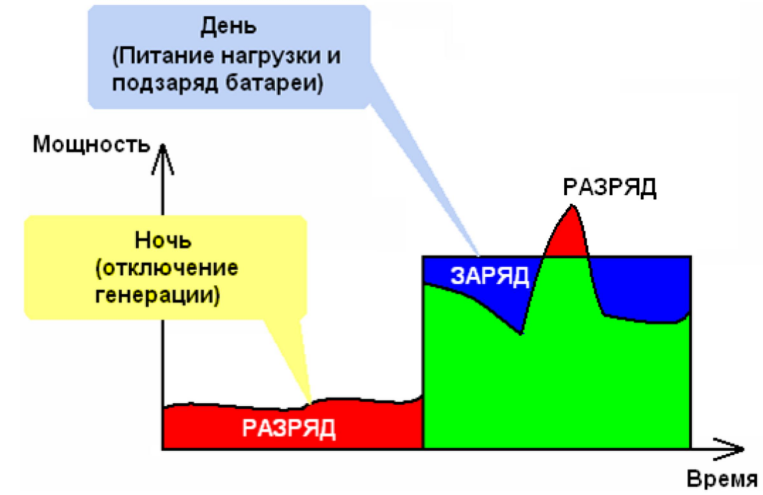 День
(Питание нагрузки и
подзаряд батареи)
Мощность
РАЗРЯД
Ночь
(отключение
генерации)
ЗАРЯД
РАЗРЯД
Время